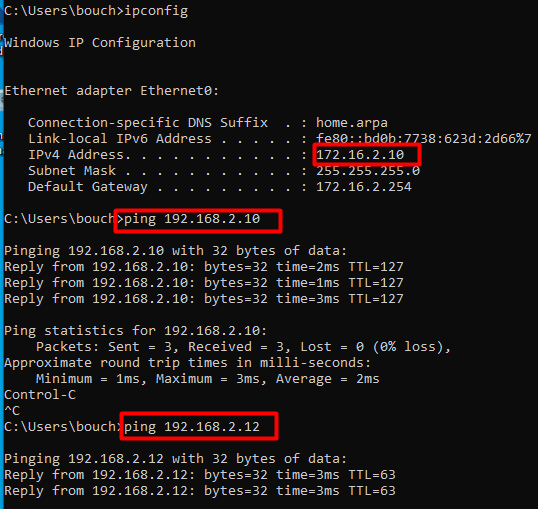 C:\Users\bouch>ipconfig
Windows IP Configuration
Ethernet adapter Ethernet0:
Connection-specific DNS Suffix  . : home.arpa
Link-local IPv6 Address . . . . . : fe80::bd0b:7738:623d:2d66%7
IPv4 Address. . . . . . . . . . . : 172.16.2.10
Subnet Mask . . . . . . . . . . . : 255.255.255.0
Default Gateway . . . . . . . . . : 172.16.2.254
C:\Users\bouch>ping 192.168.2.10
Pinging 192.168.2.10 with 32 bytes of data:
Reply from 192.168.2.10: bytes=32 time=2ms TTL=127
Reply from 192.168.2.10: bytes=32 time=1ms TTL=127
Reply from 192.168.2.10: bytes=32 time=3ms TTL=127
Ping statistics for 192.168.2.10:
Packets: Sent = 3, Received = 3, Lost = 0 (0% loss),
Approximate round trip times in milli-seconds:
Minimum = 1ms, Maximum = 3ms, Average = 2ms
Control-C
^C
C:\Users\bouch>ping 192.168.2.12
Pinging 192.168.2.12 with 32 bytes of data:
Reply from 192.168.2.12: bytes=32 time=3ms TTL=63
Reply from 192.168.2.12: bytes=32 time=3ms TTL=63